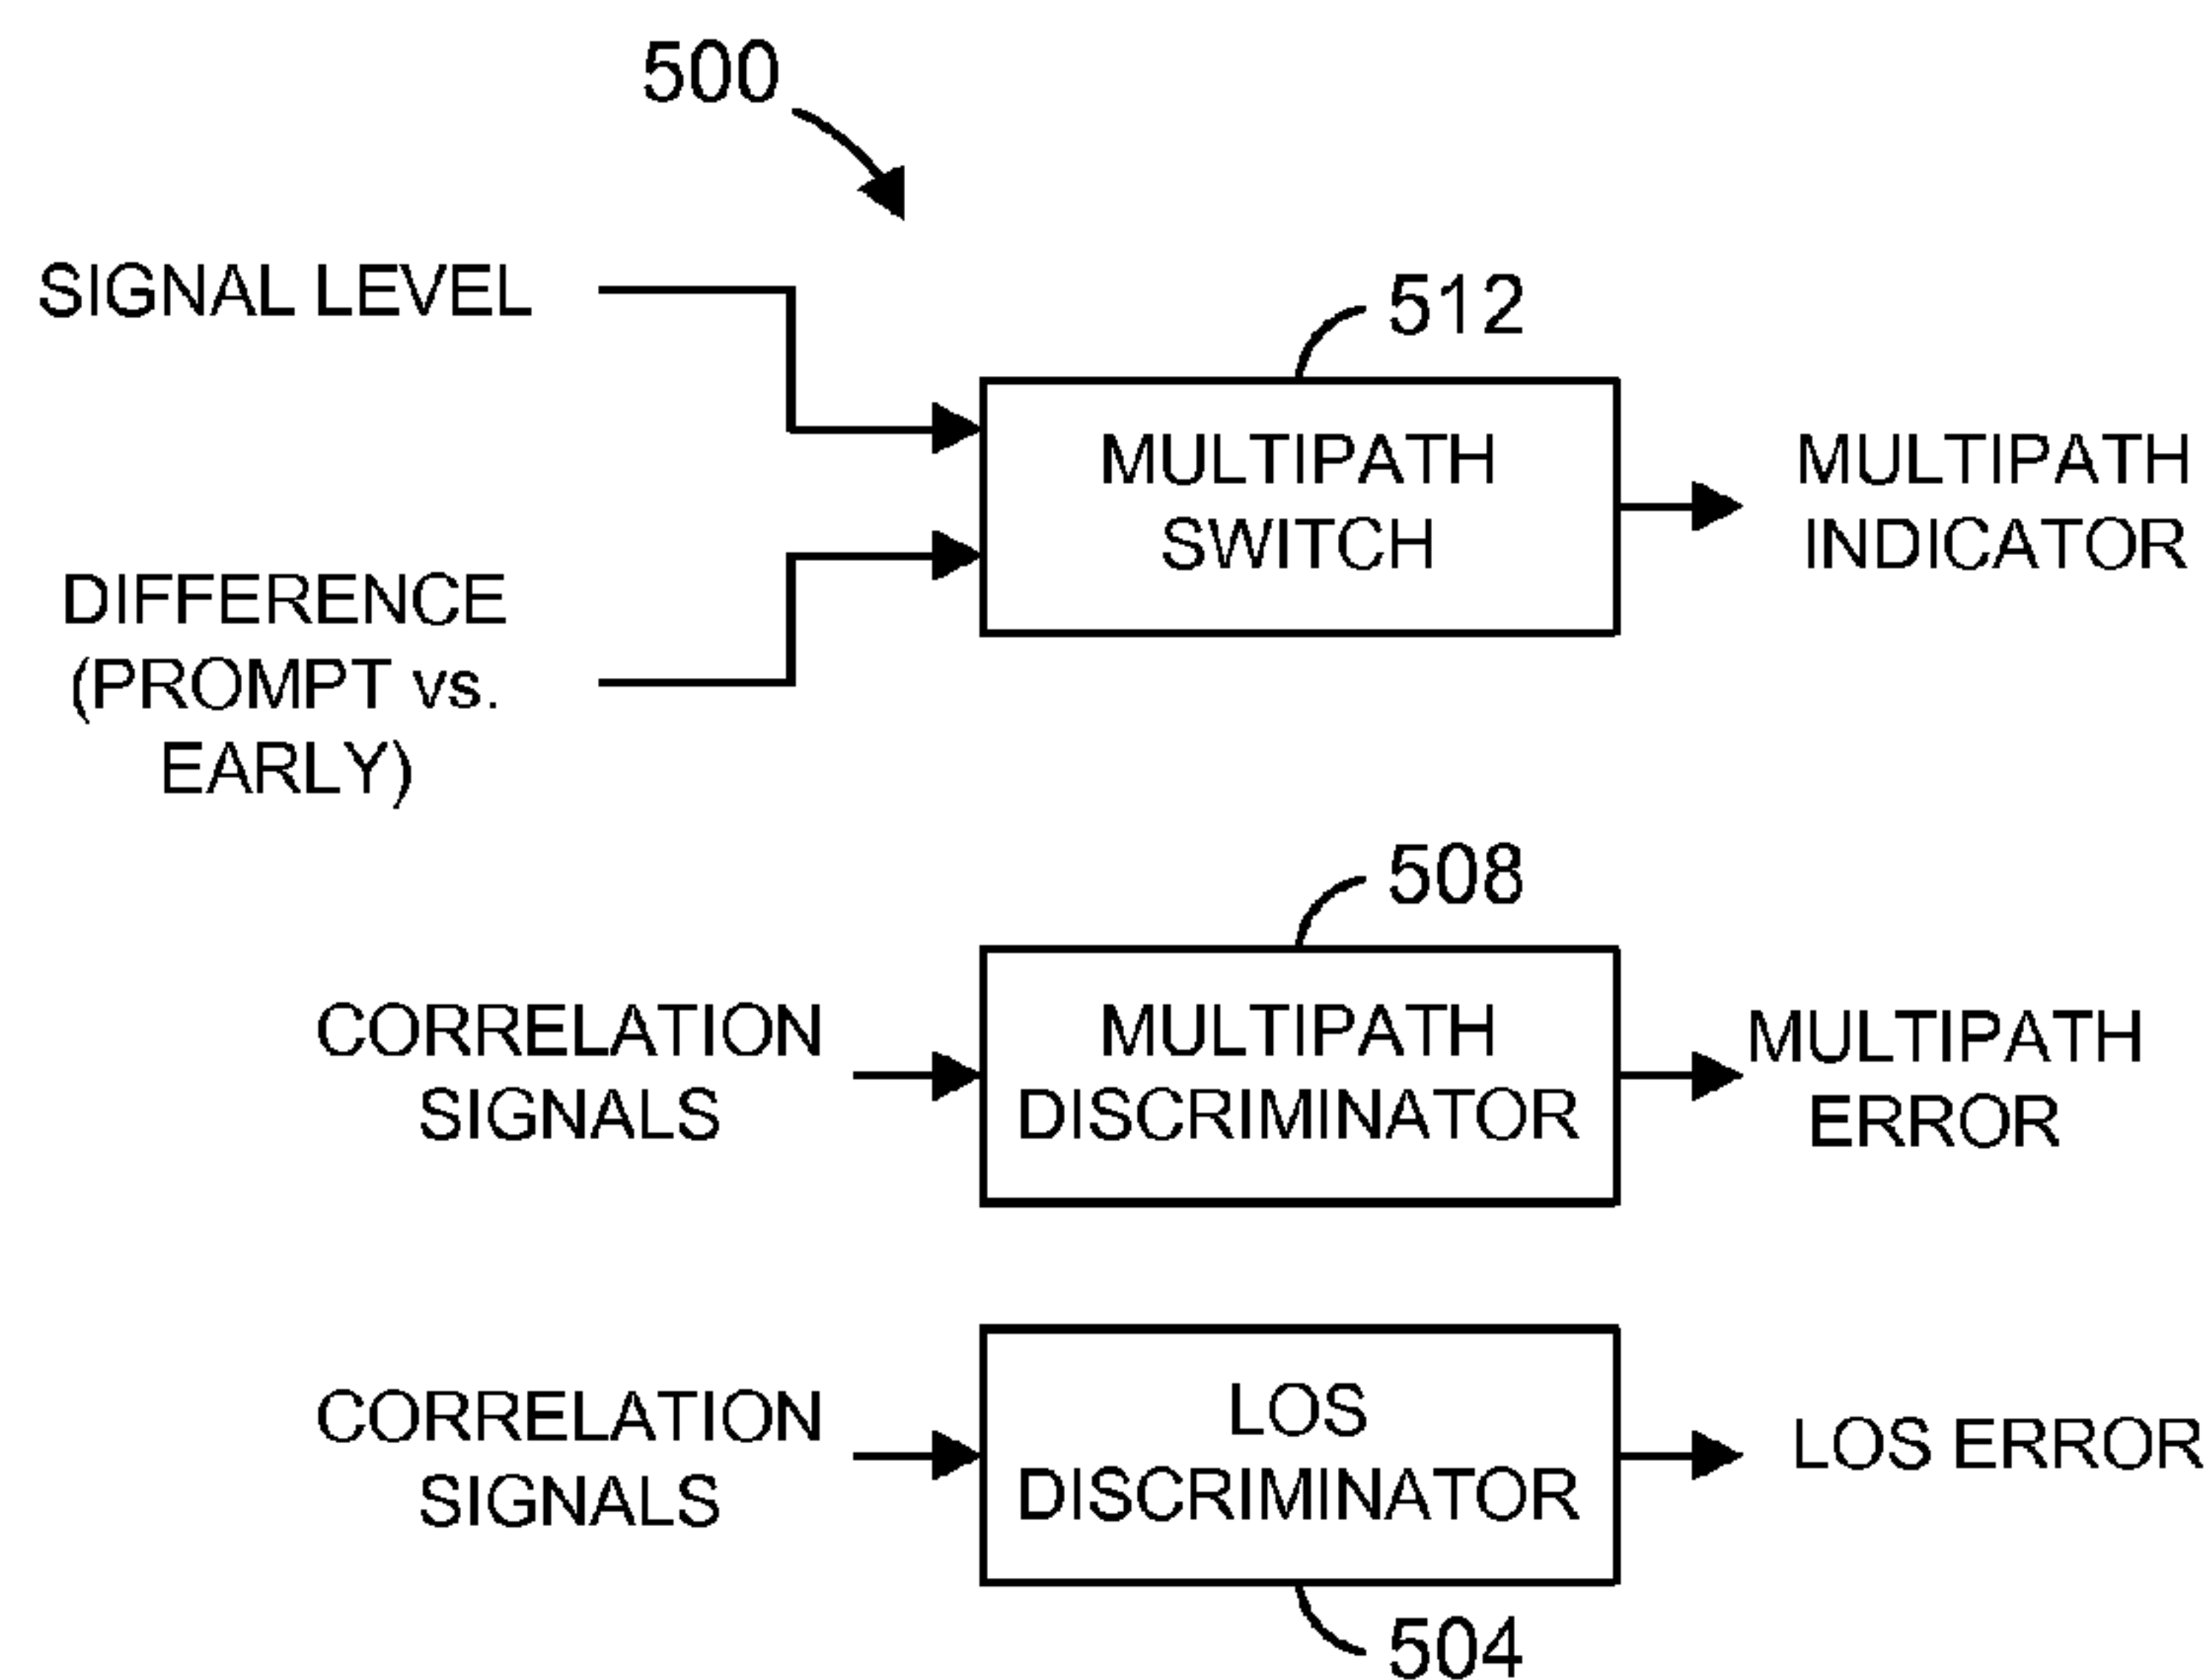 500
SIGNAL LEVEL
512
MULTIPATH
SWITCH
MULTIPATH
INDICATOR
DIFFERENCE
(PROMPT vs.
EARLY)
508
CORRELATION
SIGNALS
MULTIPATH
DISCRIMINATOR
MULTIPATH
ERROR
CORRELATION
SIGNALS
LOS
DISCRIMINATOR
LOS ERROR
504